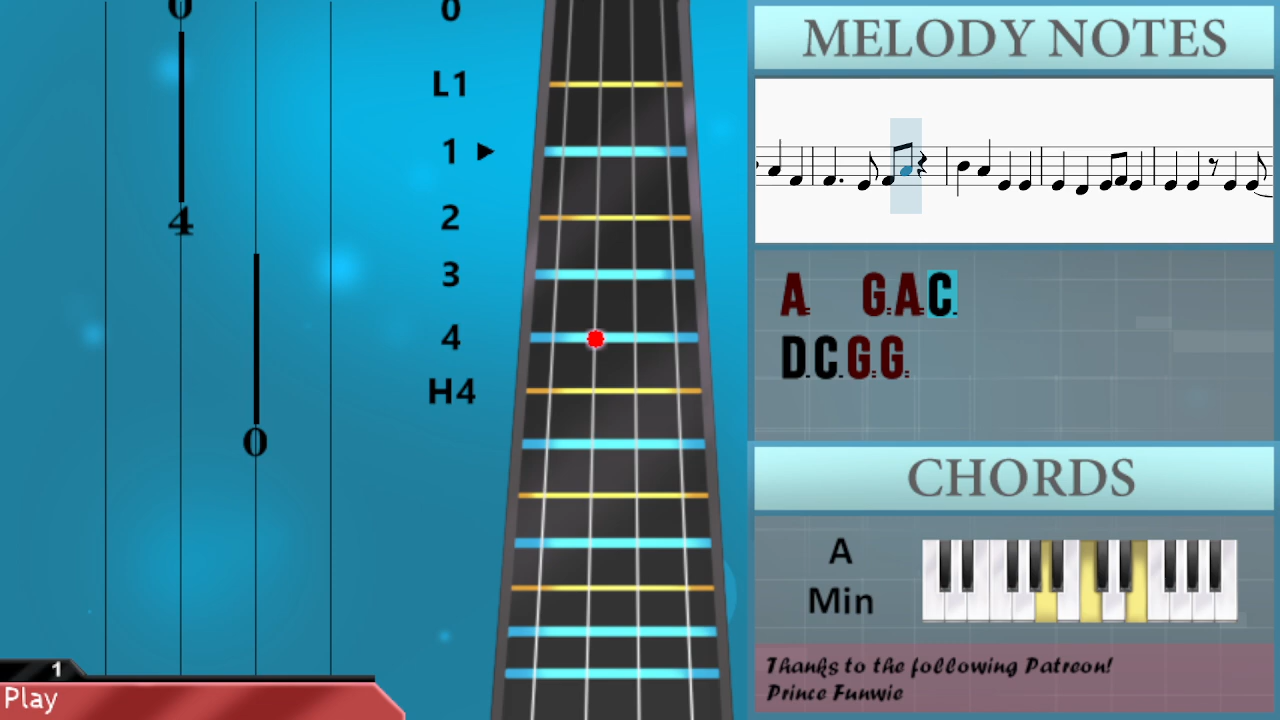 0
4
0
0
L1
1
2
3
4
H4
MELODY NOTES
A. G.A.C.
D.C.G.G.
CHORDS
A
Min
Thanks to the following Patreon!
Prince Funwie
1
Play